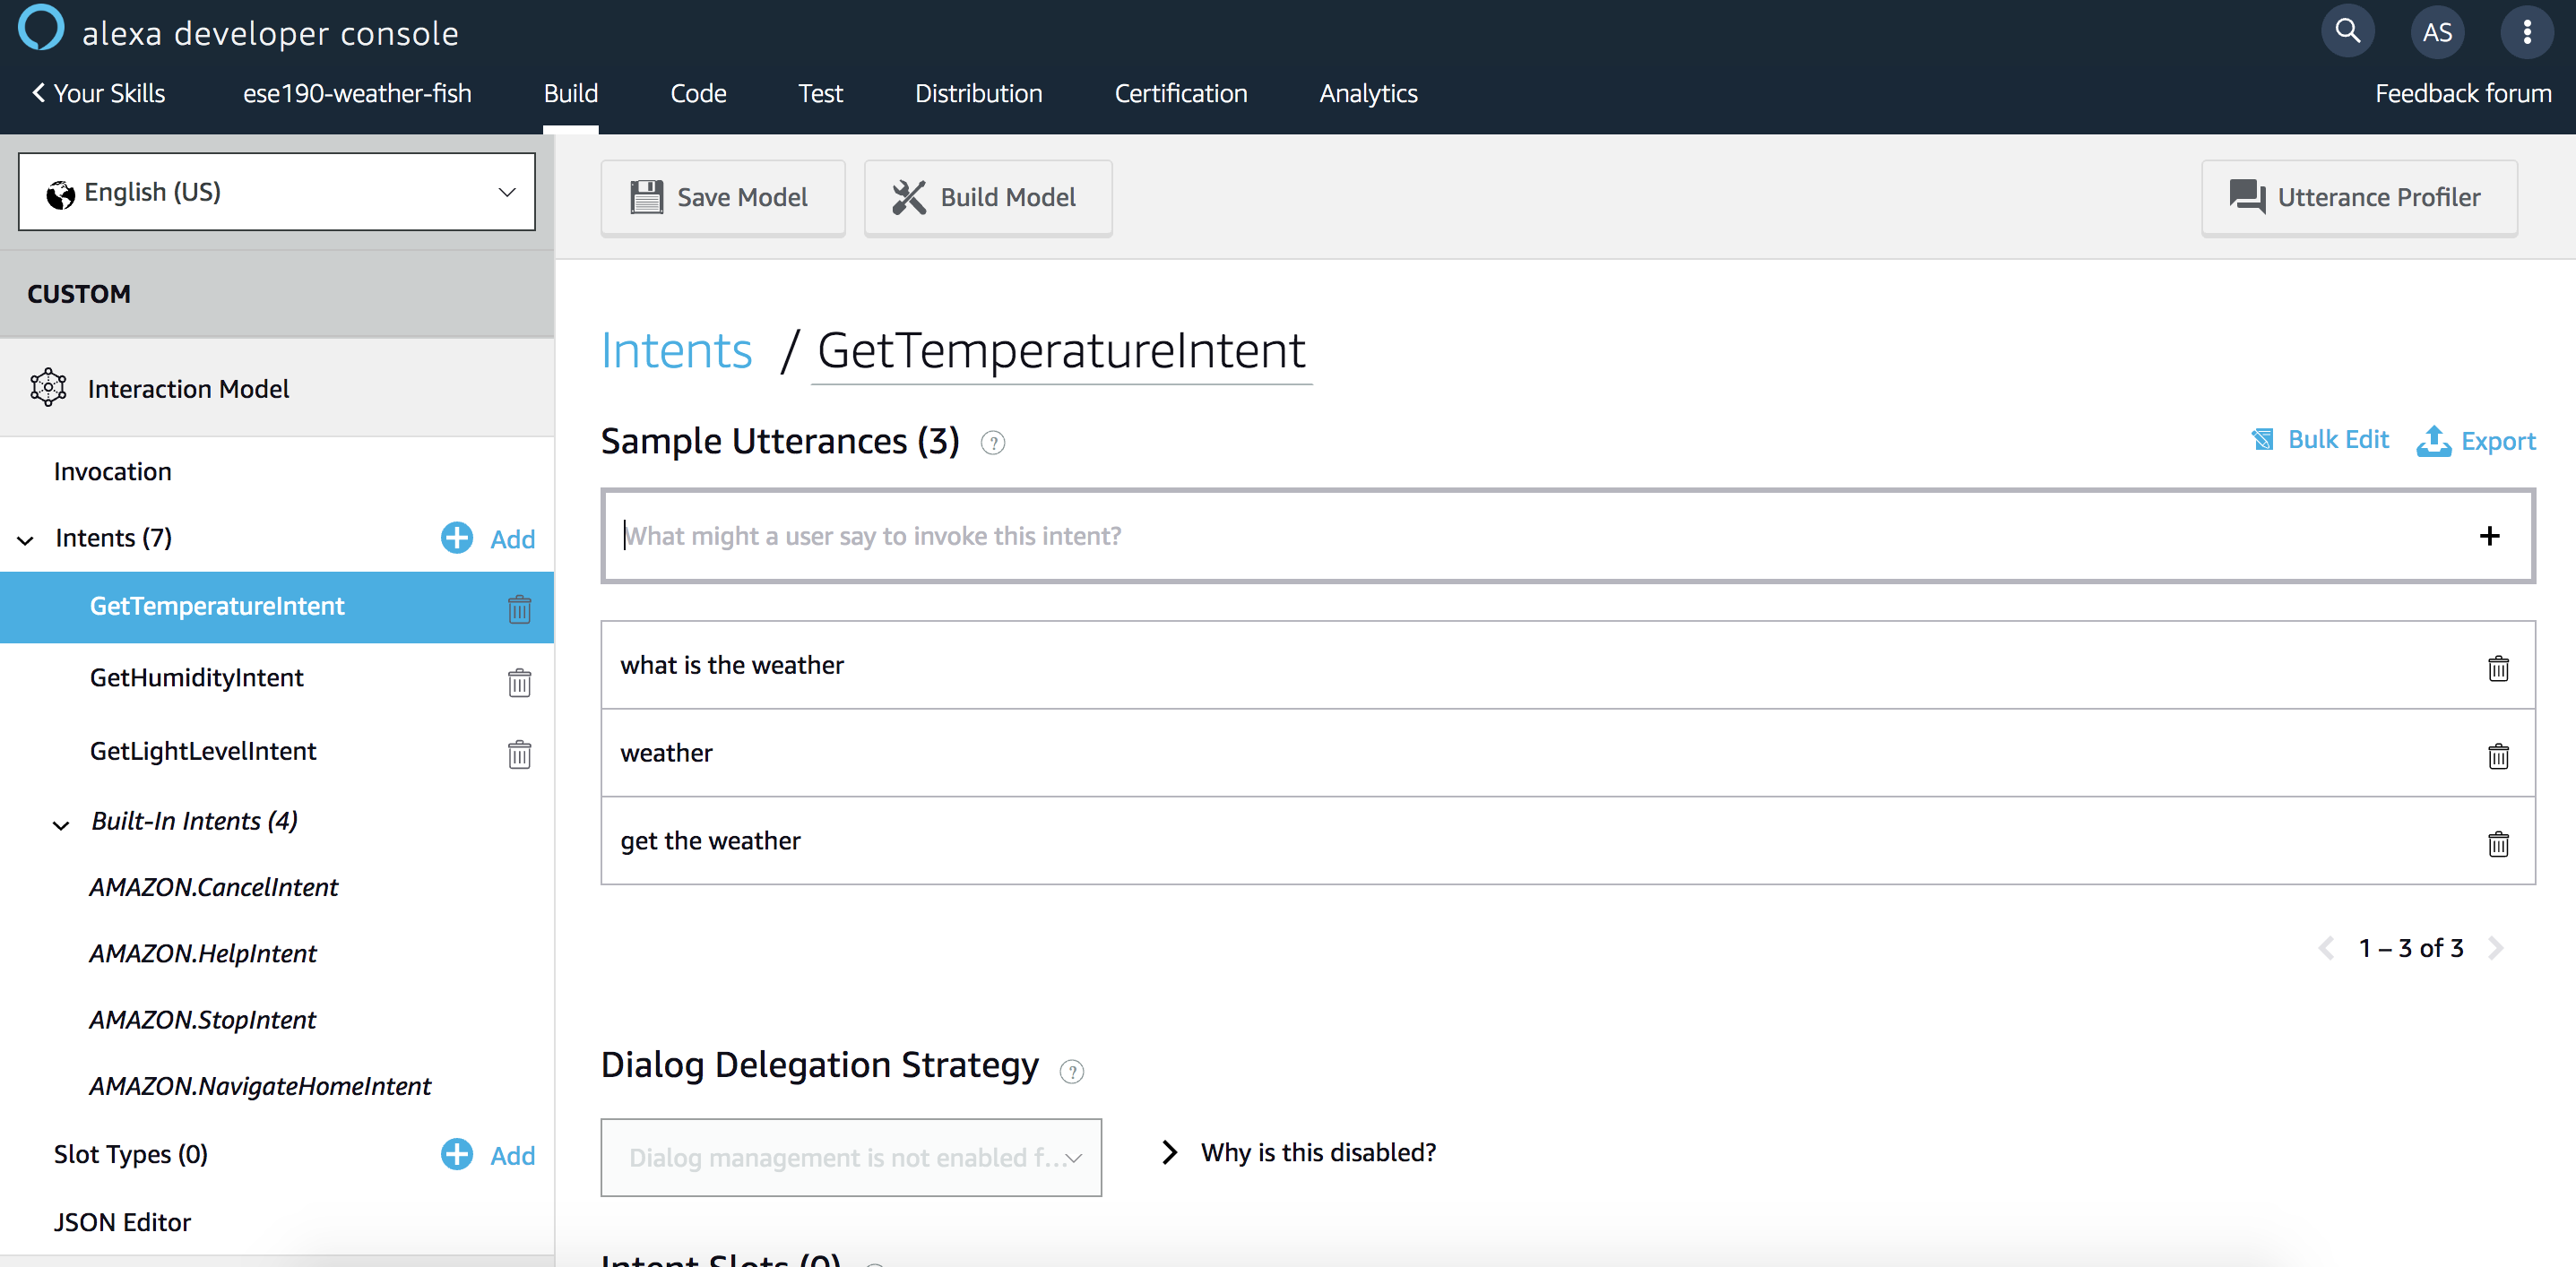 alexa developer console
AS
Your Skills
ese190-weather-fish
Build
Code
Test
Distribution
Certification
Analytics
Feedback forum
English (US)
CUSTOM
Interaction Model
Invocation
Intents (7)
Add
GetTemperatureIntent
GetHumidityIntent
GetLightLevelIntent
Built-In Intents (4)
AMAZON.CancelIntent
AMAZON.HelpIntent
AMAZON.StopIntent
AMAZON.NavigateHomeIntent
Slot Types (0)
Add
JSON Editor
Save Model
Build Model
Utterance Profiler
Intents / GetTemperatureIntent
Sample Utterances (3) ?
Bulk Edit
Export
What might a user say to invoke this intent?
what is the weather
weather
get the weather
1 – 3 of 3
Dialog Delegation Strategy ?
Dialog management is not enabled f...
Why is this disabled?
Intent Slots (0)